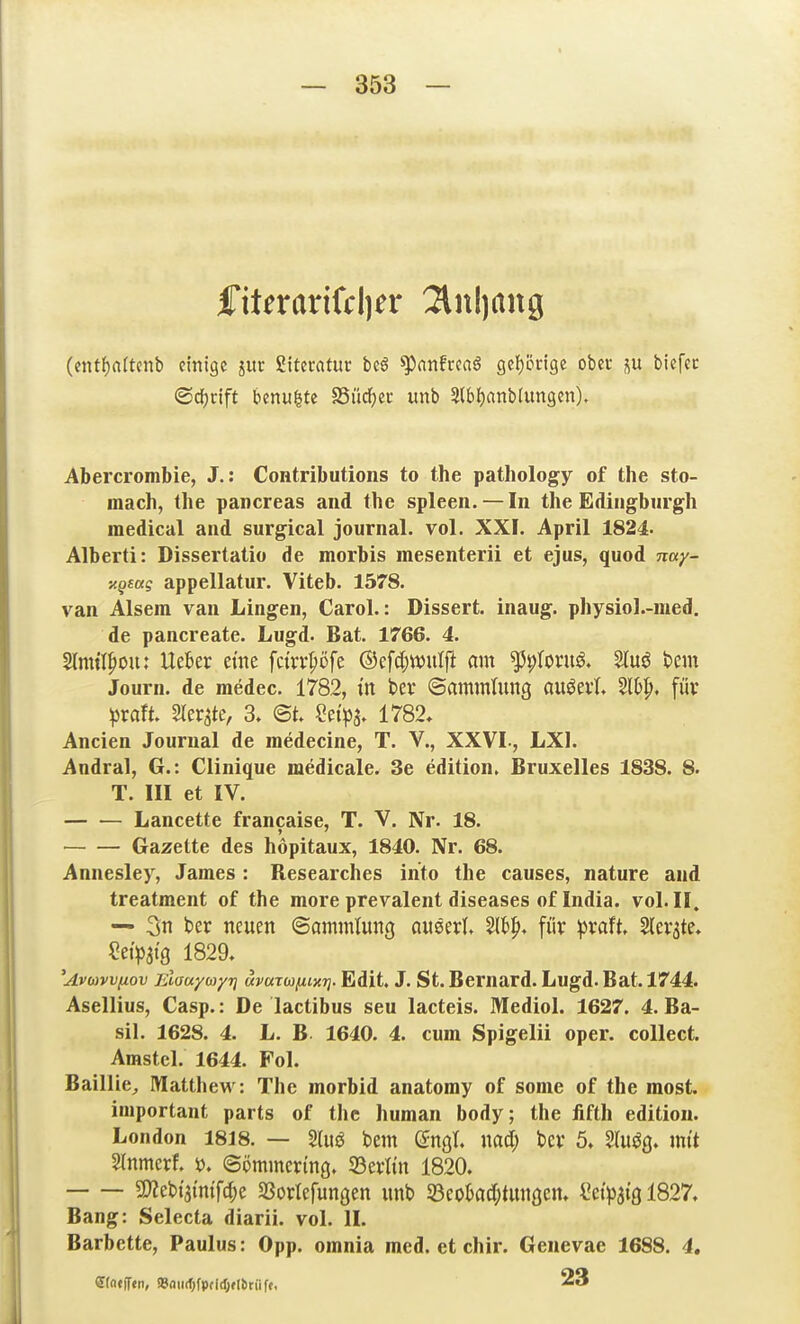 — 353 —
Literarischer Anhang
(enthaltend einige zur Literatur des Pankreas gehörige oder zu dieser
Schrift benutzte Bücher und Abhandlungen).
Abercrombie, J.: Contributions to the pathology of the sto-
mach, the pancreas and the spleen. — In the Edingburgh
medical and surgical journal. vol. XXI. April 1824.
Alberti: Dissertatio de morbis mesenterii et ejus, quod παγ-
κρεας appellatur. Viteb. 1578.
van Alsem van Lingen, Carol.: Dissert. inaug. physiol.-med.
de pancreate. Lugd. Bat. 1766. 4.
Amilhon: Ueber eine scirrhöse Geschwulst am Pylorus. Aus dem
Journ. de médec. 1782, in der Sammlung auserl. Abh. für
prakt. Aerzte, 3. St. Leipz. 1782.
Ancien Journal de médecine, T. V., XXVI., LXI.
Andral, G.: Clinique médicale. 3e édition. Bruxelles 1838. 8.
T. III et IV.
— — Lancette française, T. V. Nr. 18.
— — Gazette des hôpitaux, 1840. Nr. 68.
Annesley, James : Researches into the causes, nature and
treatment of the more prevalent diseases of India. vol. II.
— In der neuen Sammlung auserl. Abh. für prakt. Aerzte.
Leipzig 1829.
Ἀνωνυμου Εισαγωγη ἀνατωμικη. Edit. J. St. Bernard. Lugd. Bat. 1744.
Asellius, Casp.: De lactibus seu lacteis. Mediol. 1627. 4. Ba-
sil. 1628. 4. L. B. 1640. 4. cum Spigelii oper. collect.
Amstel. 1644. Fol.
Baillie, Matthew: The morbid anatomy of some of the most.
important parts of the human body; the fifth edition.
London 1818. — Aus dem Engl. nach der 5. Ausg. mit
Anmerk. v. Sömmering. Berlin 1820.
— — Medizinische Vorlesungen und Beobachtungen. Leipzig 1827.
Bang: Selecta diarii. vol. II.
Barbette, Paulus: Opp. omnia med. et chir. Genevae 1688. 4.
Claessen, Bauchspeicheldrüse. 23